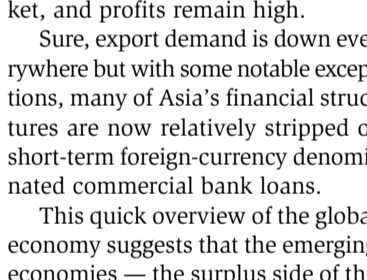 ket, and profits remain high.
Sure, export demand is down eve
rywhere but with some notable excep
tions, many of Asia's financial struc
tures are now relatively stripped o
short-term foreign-currency denomi
nated commercial bank loans.
This quick overview of the globa
economy suggests that the emergin
economies — the surplus side of th